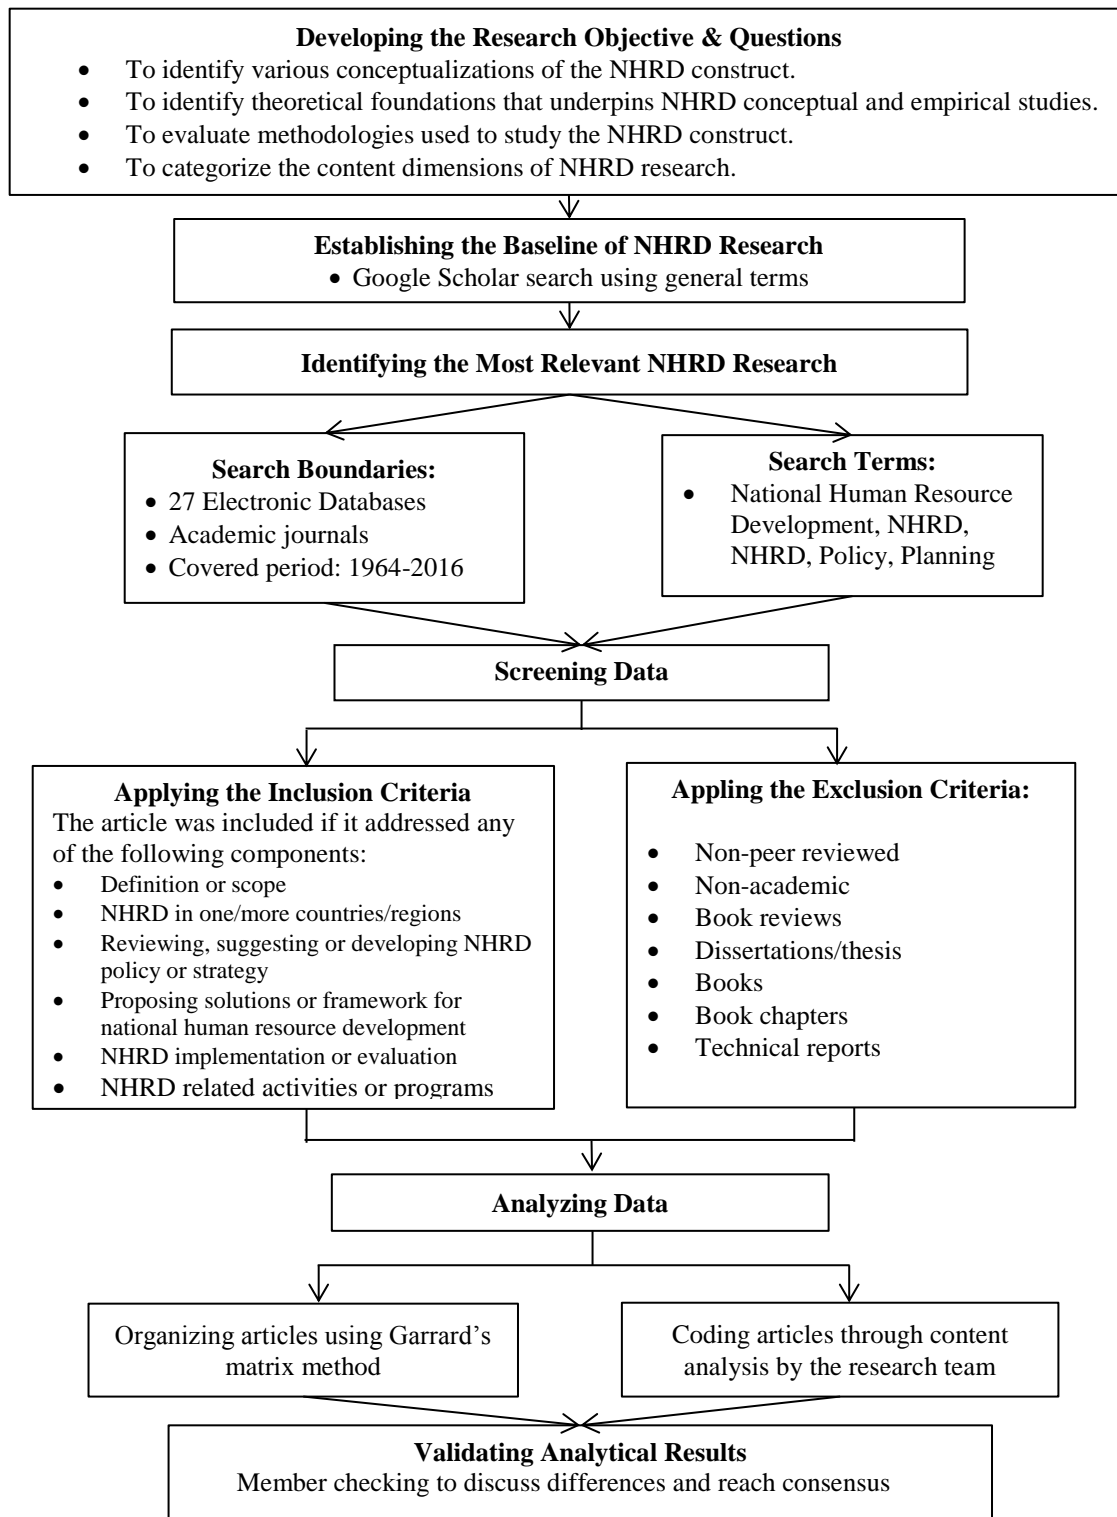 Developing the Research Objective & Questions
• To identify various conceptualizations of the NHRD construct.
• To identify theoretical foundations that underpins NHRD conceptual and empirical studies.
• To evaluate methodologies used to study the NHRD construct.
• To categorize the content dimensions of NHRD research.
Establishing the Baseline of NHRD Research
• Google Scholar search using general terms
Identifying the Most Relevant NHRD Research
Search Boundaries:
• 27 Electronic Databases
• Academic journals
• Covered period: 1964-2016
Search Terms:
• National Human Resource
Development, NHRD,
NHRD, Policy, Planning
Screening Data
Applying the Inclusion Criteria
The article was included if it addressed any
of the following components:
• Definition or scope
• NHRD in one/more countries/regions
• Reviewing, suggesting or developing NHRD
policy or strategy
• Proposing solutions or framework for
national human resource development
• NHRD implementation or evaluation
• NHRD related activities or programs
Appling the Exclusion Criteria:
• Non-peer reviewed
• Non-academic
• Book reviews
• Dissertations/thesis
• Books
• Book chapters
• Technical reports
Analyzing Data
Organizing articles using Garrard’s
matrix method
Coding articles through content
analysis by the research team
Validating Analytical Results
Member checking to discuss differences and reach consensus